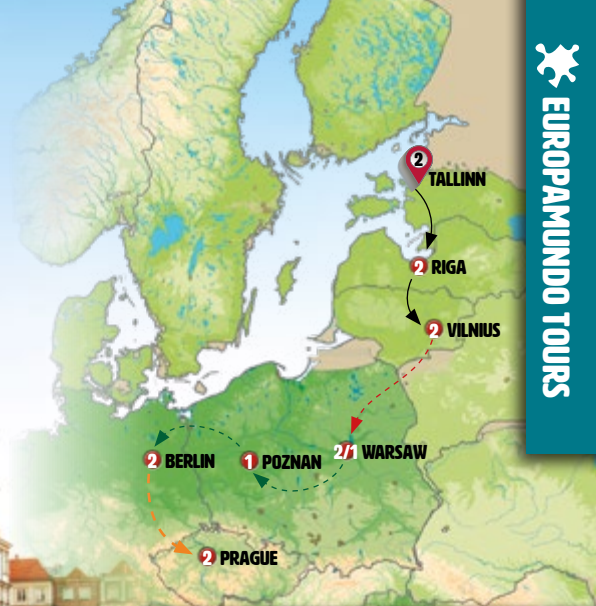 2
TALLINN
2 RIGA
2 VILNIUS
2/1 WARSAW
1 POZNAN
2 BERLIN
2 PRAGUE
EUROPAMUNDO TOURS